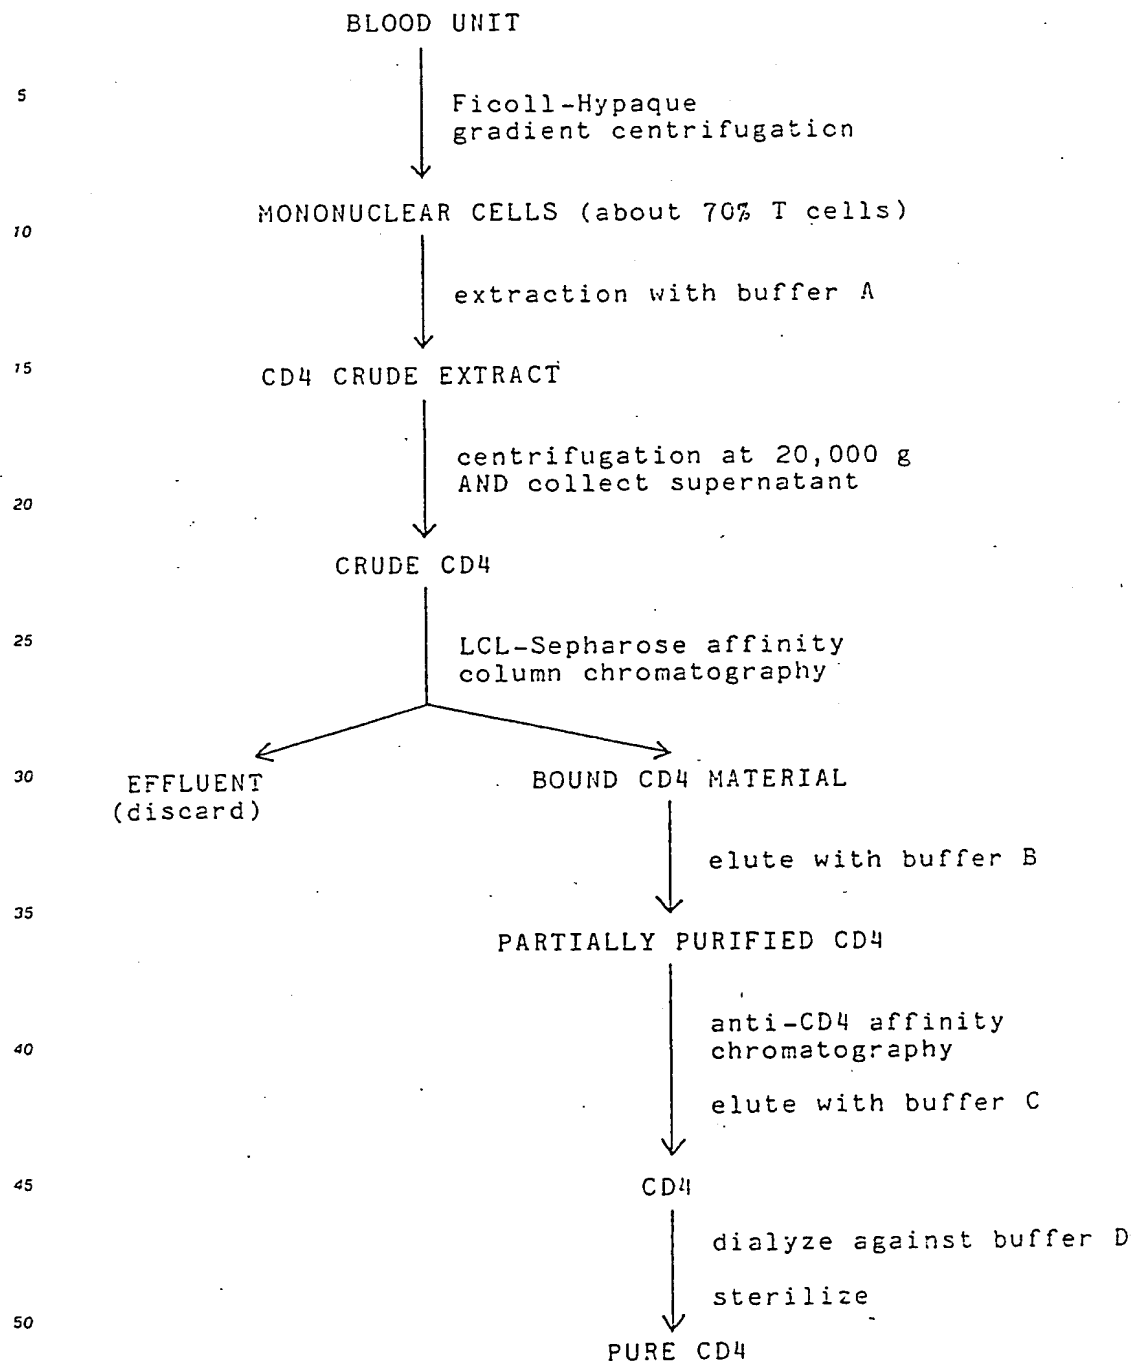 BLOOD UNIT
5
Ficoll-Hypaque
gradient centrifugation
MONONUCLEAR CELLS (about 70% T cells)
10
extraction with buffer A
15
CD4 CRUDE EXTRACT
centrifugation at 20,000 g
AND collect supernatant
20
CRUDE CD4
25
LCL-Sepharose affinity
column chromatography
30
EFFLUENT
(discard)
BOUND CD4 MATERIAL
elute with buffer B
35
PARTIALLY PURIFIED CD4
anti-CD4 affinity
chromatography
40
elute with buffer C
45
CD4
dialyze against buffer D
sterilize
50
PURE CD4